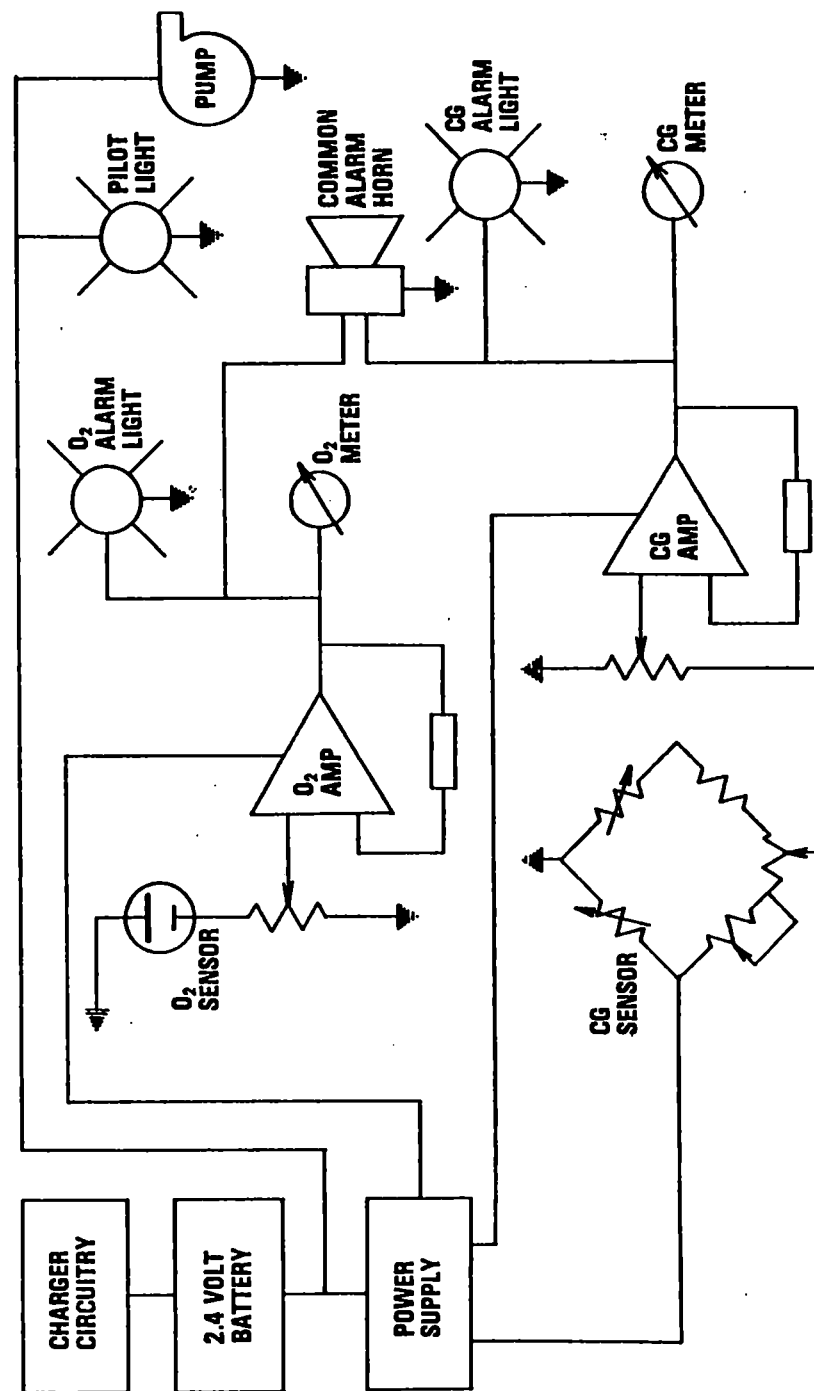 CHARGER
CIRCUITRY
2.4 VOLT
BATTERY
POWER
SUPPLY
O₂
SENSOR
CG
SENSOR
O₂
AMP
CG
AMP
O₂
ALARM
LIGHT
O₂
METER
PILOT
LIGHT
COMMON
ALARM
HORN
PUMP
CG
ALARM
LIGHT
CG
METER